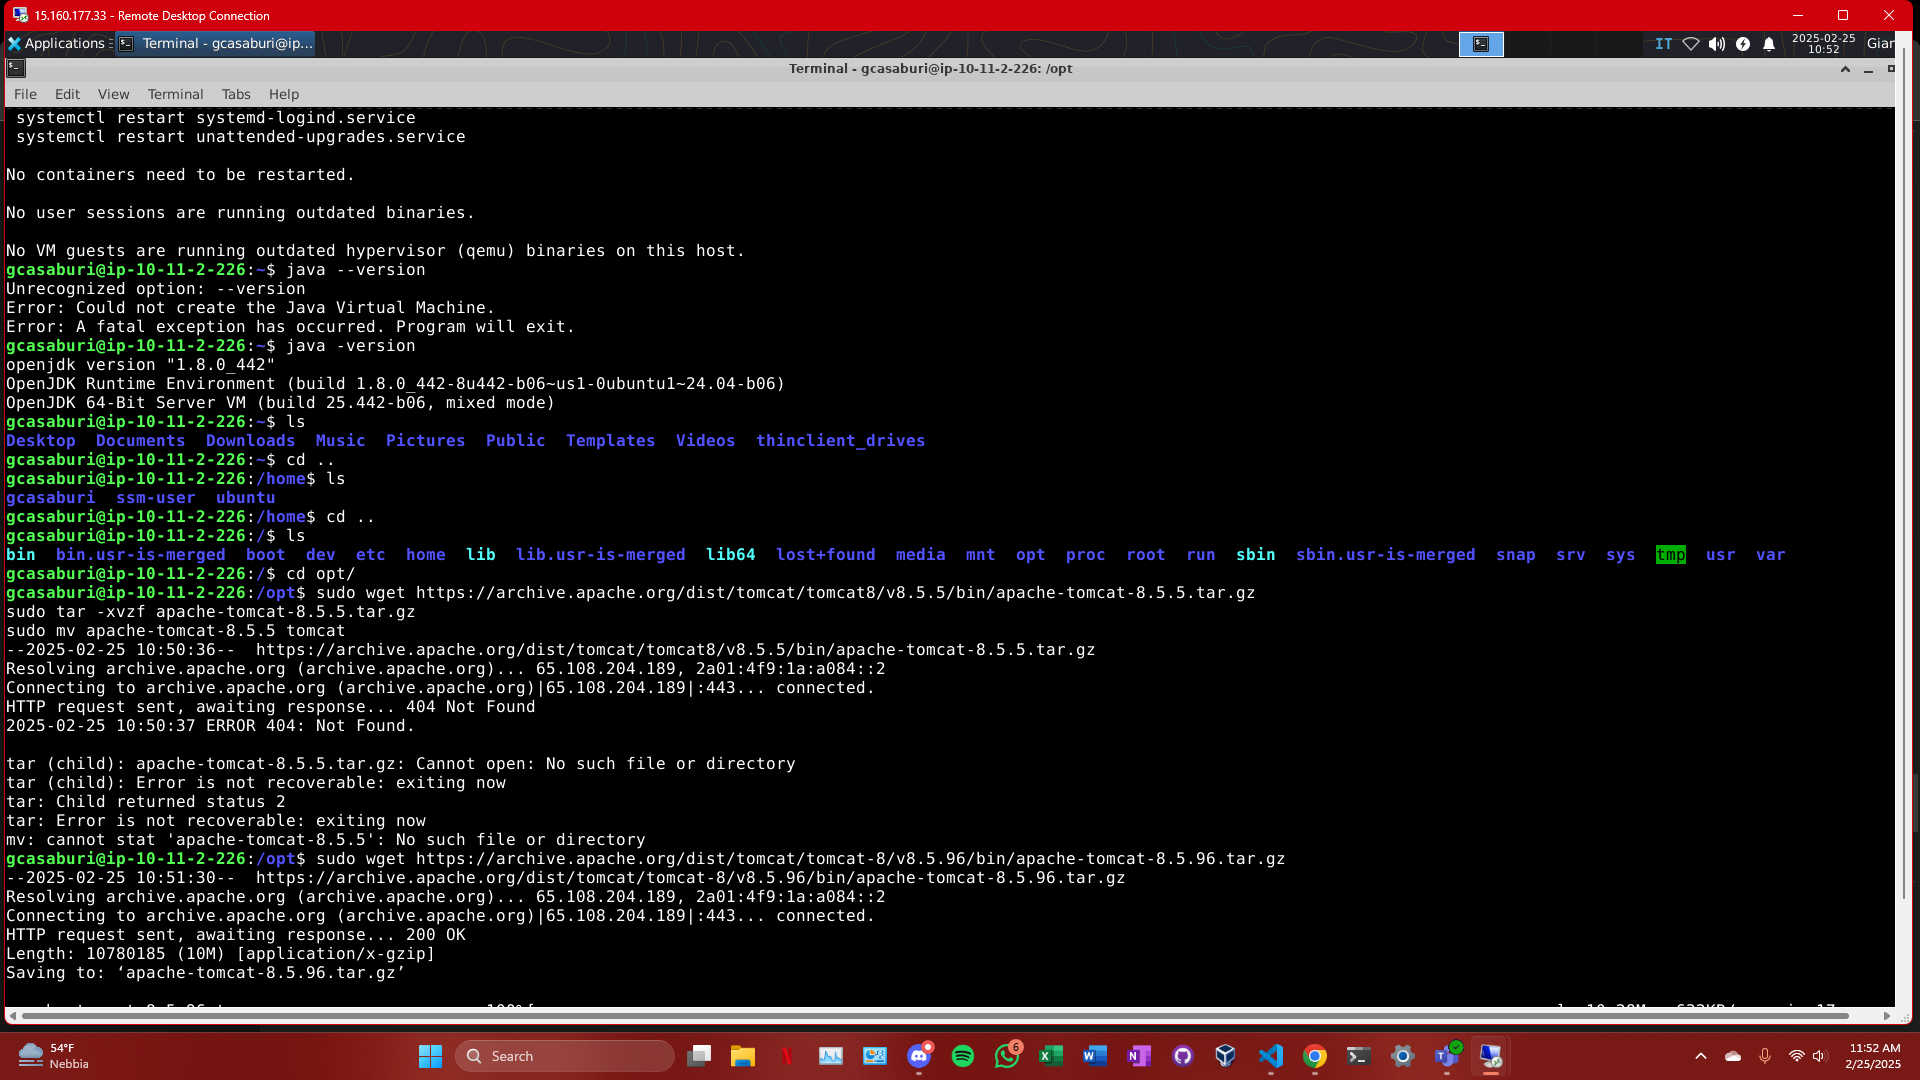 15.160.177.33 - Remote Desktop Connection
Applications
Terminal - gcasaburi@ip...
IT
2025-02-25
10:52
Gian
Terminal - gcasaburi@ip-10-11-2-226: /opt
File Edit View Terminal Tabs Help
systemctl restart systemd-logind.service
systemctl restart unattended-upgrades.service
No containers need to be restarted.
No user sessions are running outdated binaries.
No VM guests are running outdated hypervisor (qemu) binaries on this host.
gcasaburi@ip-10-11-2-226:~$ java --version
Unrecognized option: --version
Error: Could not create the Java Virtual Machine.
Error: A fatal exception has occurred. Program will exit.
gcasaburi@ip-10-11-2-226:~$ java -version
openjdk version "1.8.0_442"
OpenJDK Runtime Environment (build 1.8.0_442-8u442-b06~us1-0ubuntu1~24.04-b06)
OpenJDK 64-Bit Server VM (build 25.442-b06, mixed mode)
gcasaburi@ip-10-11-2-226:~$ ls
Desktop Documents Downloads Music Pictures Public Templates Videos thinclient_drives
gcasaburi@ip-10-11-2-226:~$ cd ..
gcasaburi@ip-10-11-2-226:/home$ ls
gcasaburi ssm-user ubuntu
gcasaburi@ip-10-11-2-226:/home$ cd ..
gcasaburi@ip-10-11-2-226:/$ ls
bin bin.usr-is-merged boot dev etc home lib lib.usr-is-merged lib64 lost+found media mnt opt proc root run sbin sbin.usr-is-merged snap srv sys tmp usr var
gcasaburi@ip-10-11-2-226:/$ cd opt/
gcasaburi@ip-10-11-2-226:/opt$ sudo wget https://archive.apache.org/dist/tomcat/tomcat8/v8.5.5/bin/apache-tomcat-8.5.5.tar.gz
sudo tar -xvzf apache-tomcat-8.5.5.tar.gz
sudo mv apache-tomcat-8.5.5 tomcat
--2025-02-25 10:50:36-- https://archive.apache.org/dist/tomcat/tomcat8/v8.5.5/bin/apache-tomcat-8.5.5.tar.gz
Resolving archive.apache.org (archive.apache.org)... 65.108.204.189, 2a01:4f9:1a:a084::2
Connecting to archive.apache.org (archive.apache.org)|65.108.204.189|:443... connected.
HTTP request sent, awaiting response... 404 Not Found
2025-02-25 10:50:37 ERROR 404: Not Found.
tar (child): apache-tomcat-8.5.5.tar.gz: Cannot open: No such file or directory
tar (child): Error is not recoverable: exiting now
tar: Child returned status 2
tar: Error is not recoverable: exiting now
mv: cannot stat 'apache-tomcat-8.5.5': No such file or directory
gcasaburi@ip-10-11-2-226:/opt$ sudo wget https://archive.apache.org/dist/tomcat/tomcat-8/v8.5.96/bin/apache-tomcat-8.5.96.tar.gz
--2025-02-25 10:51:30-- https://archive.apache.org/dist/tomcat/tomcat-8/v8.5.96/bin/apache-tomcat-8.5.96.tar.gz
Resolving archive.apache.org (archive.apache.org)... 65.108.204.189, 2a01:4f9:1a:a084::2
Connecting to archive.apache.org (archive.apache.org)|65.108.204.189|:443... connected.
HTTP request sent, awaiting response... 200 OK
Length: 10780185 (10M) [application/x-gzip]
Saving to: ‘apache-tomcat-8.5.96.tar.gz’
54°F
Nebbia
Search
6
11:52 AM
2/25/2025